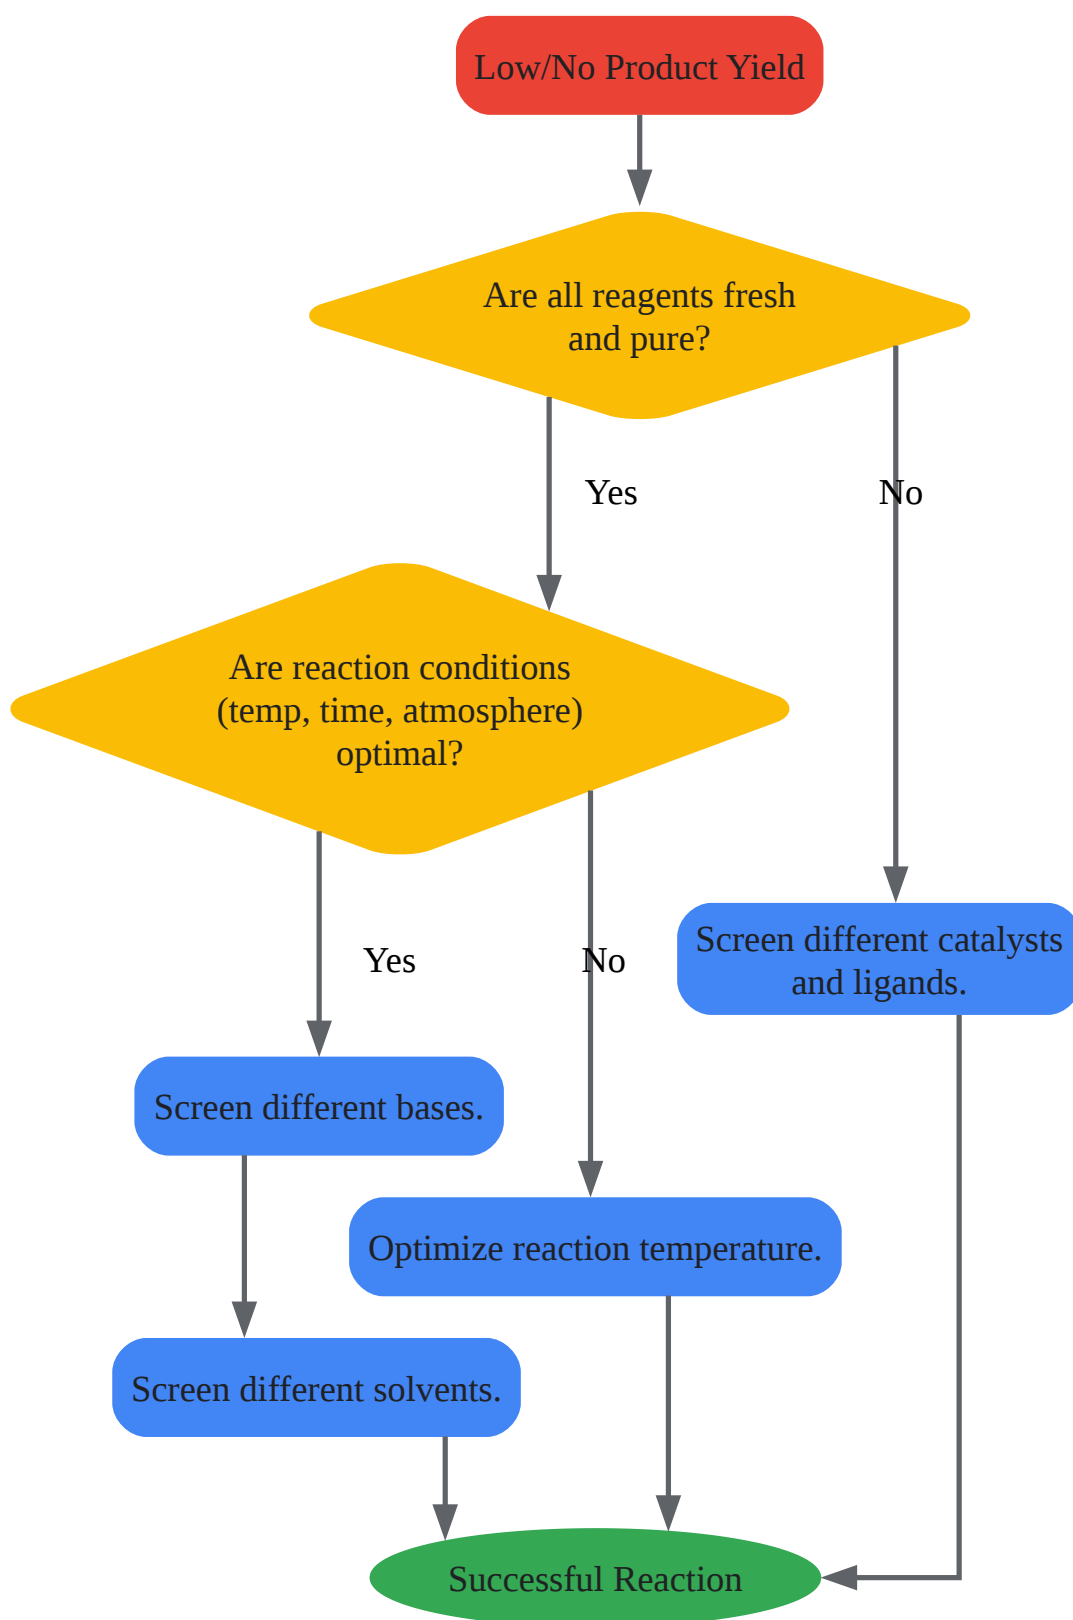 Low/No Product Yield
Are all reagents fresh
and pure?
Yes
No
Are reaction conditions
(temp, time, atmosphere)
optimal?
Screen different catalysts
and ligands.
Yes
No
Screen different bases.
Optimize reaction temperature.
Screen different solvents.
Successful Reaction